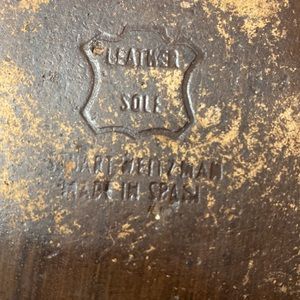 LEATHER
SOLE
STUART WEITZMAN
MADE IN SPAIN